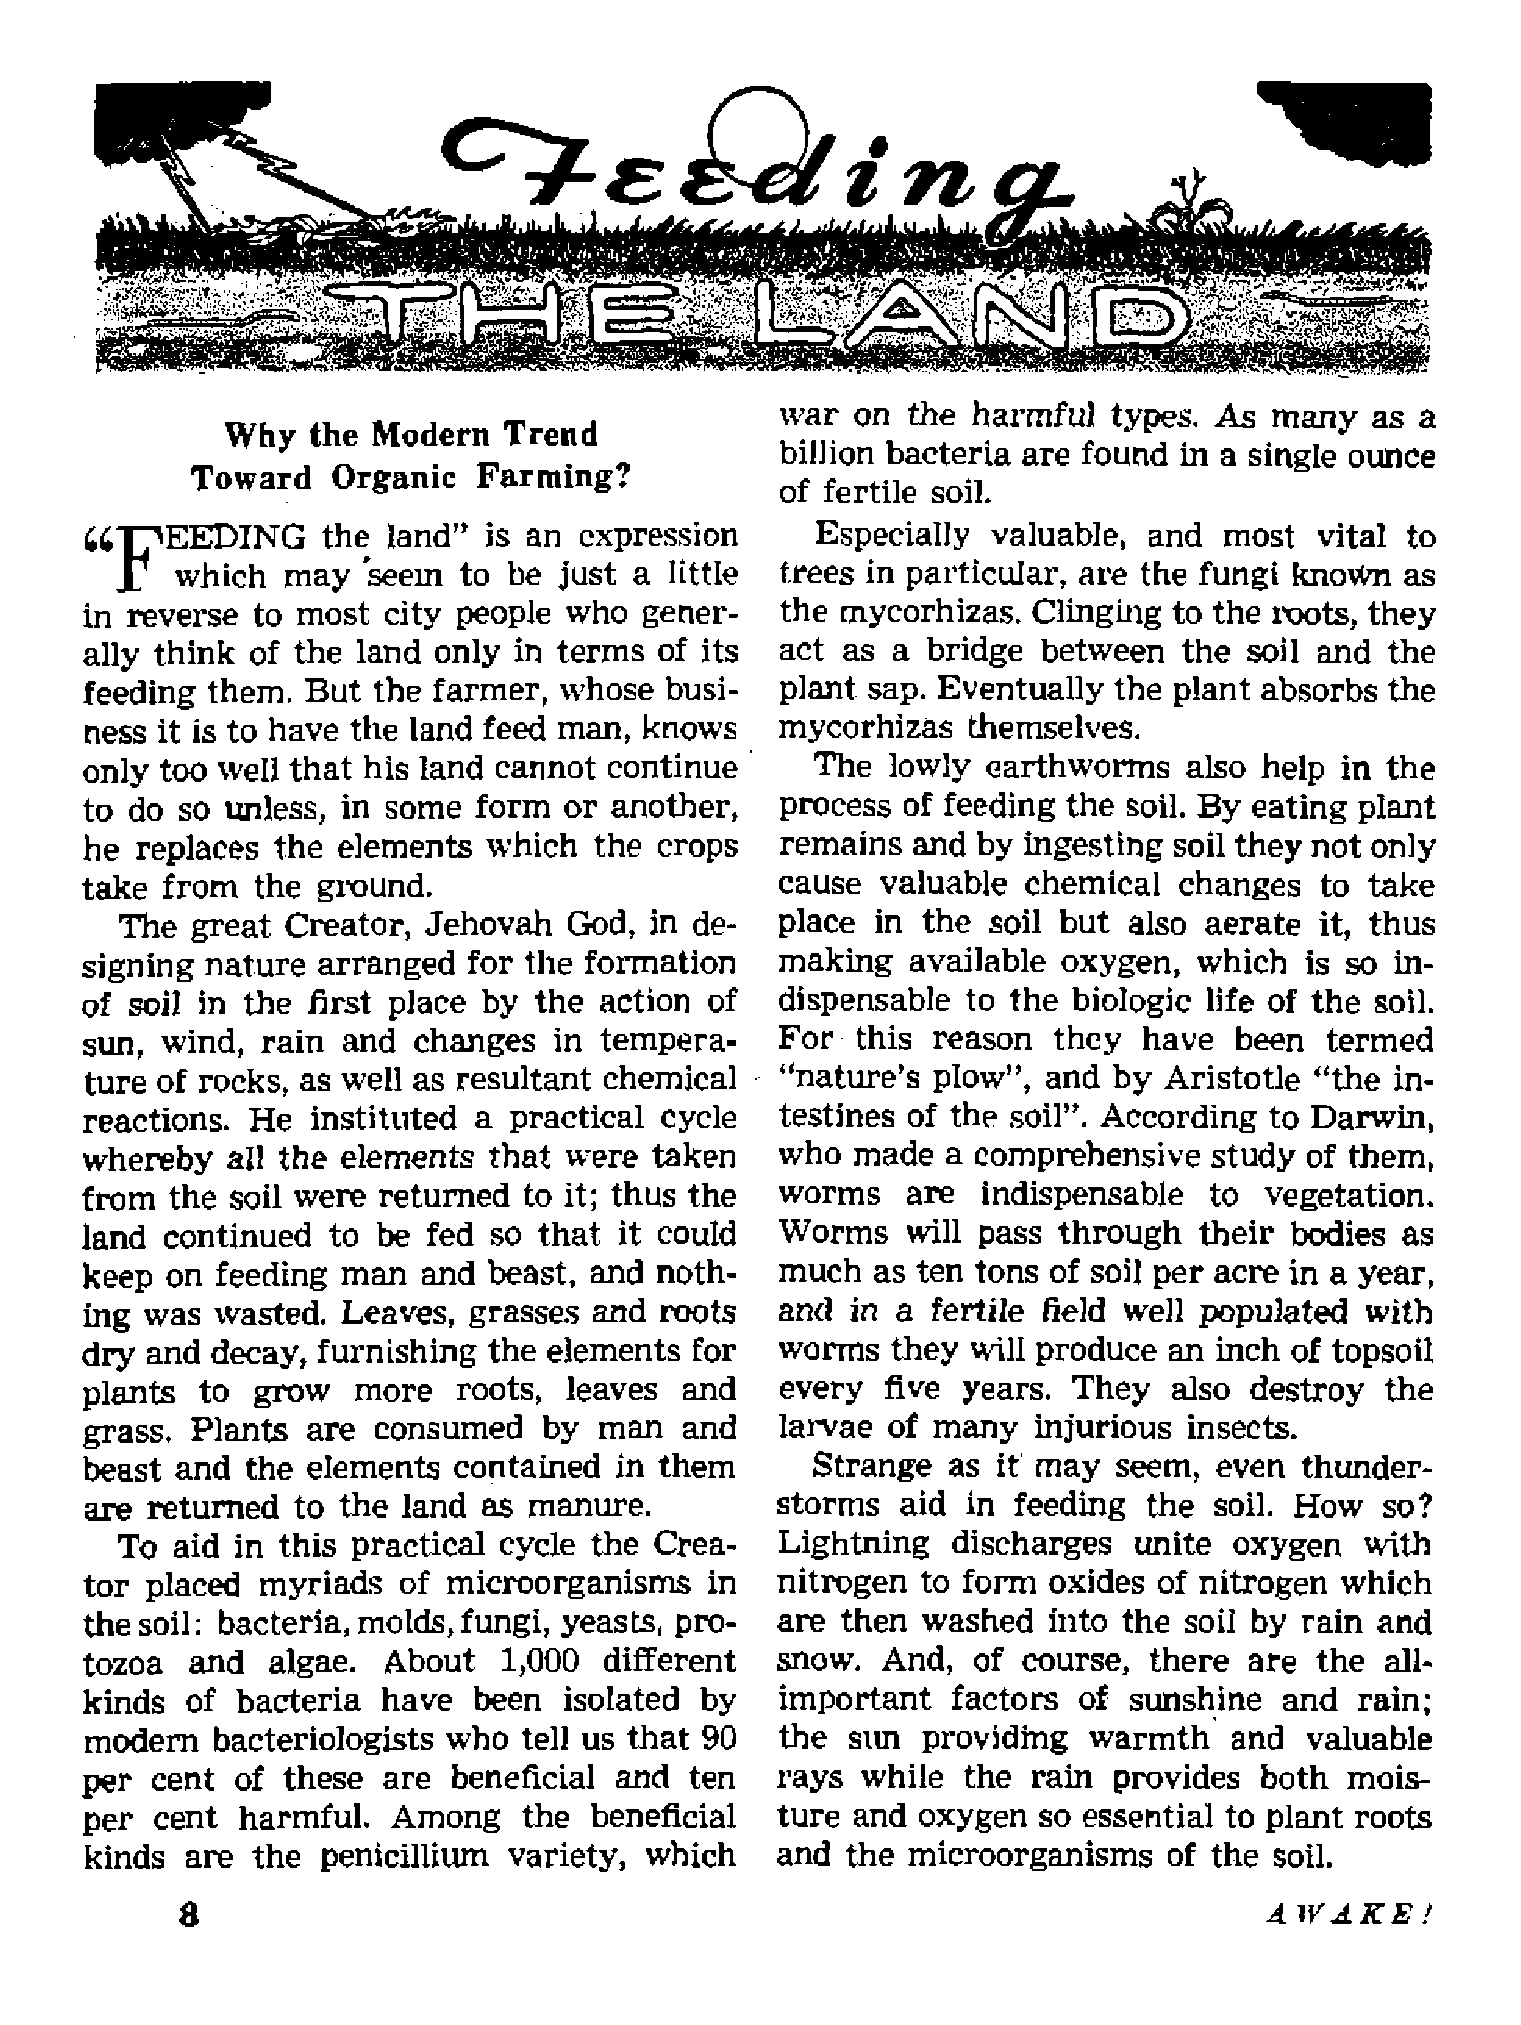 Feeding
THE LAND
Why the Modern Trend
Toward Organic Farming?
“FEEDING the land” is an expression
which may seem to be just a little
in reverse to most city people who gener-
ally think of the land only in terms of its
feeding them. But the farmer, whose busi-
ness it is to have the land feed man, knows
only too well that his land cannot continue
to do so unless, in some form or another,
he replaces the elements which the crops
take from the ground.
The great Creator, Jehovah God, in de-
signing nature arranged for the formation
of soil in the first place by the action of
sun, wind, rain and changes in tempera-
ture of rocks, as well as resultant chemical
reactions. He instituted a practical cycle
whereby all the elements that were taken
from the soil were returned to it; thus the
land continued to be fed so that it could
keep on feeding man and beast, and noth-
ing was wasted. Leaves, grasses and roots
dry and decay, furnishing the elements for
plants to grow more roots, leaves and
grass. Plants are consumed by man and
beast and the elements contained in them
are returned to the land as manure.
To aid in this practical cycle the Crea-
tor placed myriads of microorganisms in
the soil: bacteria, molds, fungi, yeasts, pro-
tozoa and algae. About 1,000 different
kinds of bacteria have been isolated by
modern bacteriologists who tell us that 90
per cent of these are beneficial and ten
per cent harmful. Among the beneficial
kinds are the penicillium variety, which
war on the harmful types. As many as a
billion bacteria are found in a single ounce
of fertile soil.
Especially valuable, and most vital to
trees in particular, are the fungi known as
the mycorhizas. Clinging to the roots, they
act as a bridge between the soil and the
plant sap. Eventually the plant absorbs the
mycorhizas themselves.
The lowly earthworms also help in the
process of feeding the soil. By eating plant
remains and by ingesting soil they not only
cause valuable chemical changes to take
place in the soil but also aerate it, thus
making available oxygen, which is so in-
dispensable to the biologic life of the soil.
For this reason they have been termed
“nature’s plow”, and by Aristotle “the in-
testines of the soil”. According to Darwin,
who made a comprehensive study of them,
worms are indispensable to vegetation.
Worms will pass through their bodies as
much as ten tons of soil per acre in a year,
and in a fertile field well populated with
worms they will produce an inch of topsoil
every five years. They also destroy the
larvae of many injurious insects.
Strange as it may seem, even thunder-
storms aid in feeding the soil. How so?
Lightning discharges unite oxygen with
nitrogen to form oxides of nitrogen which
are then washed into the soil by rain and
snow. And, of course, there are the all-
important factors of sunshine and rain;
the sun providing warmth and valuable
rays while the rain provides both mois-
ture and oxygen so essential to plant roots
and the microorganisms of the soil.
8
AWAKE!